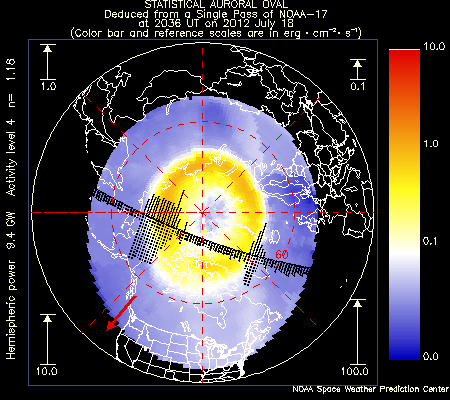 STATISTICAL AURORAL OVAL
Deduced from a Single Pass of NOAA-17
at 2036 UT on 2012 July 18
(Color bar and reference scales are in erg · cm⁻² · s⁻¹)
Hemispheric power 9.4 GW Activity level 4 n= 1.18
1.0
0.1
10.0
100.0
60
10.0
1.0
0.1
0.0
NOAA Space Weather Prediction Center